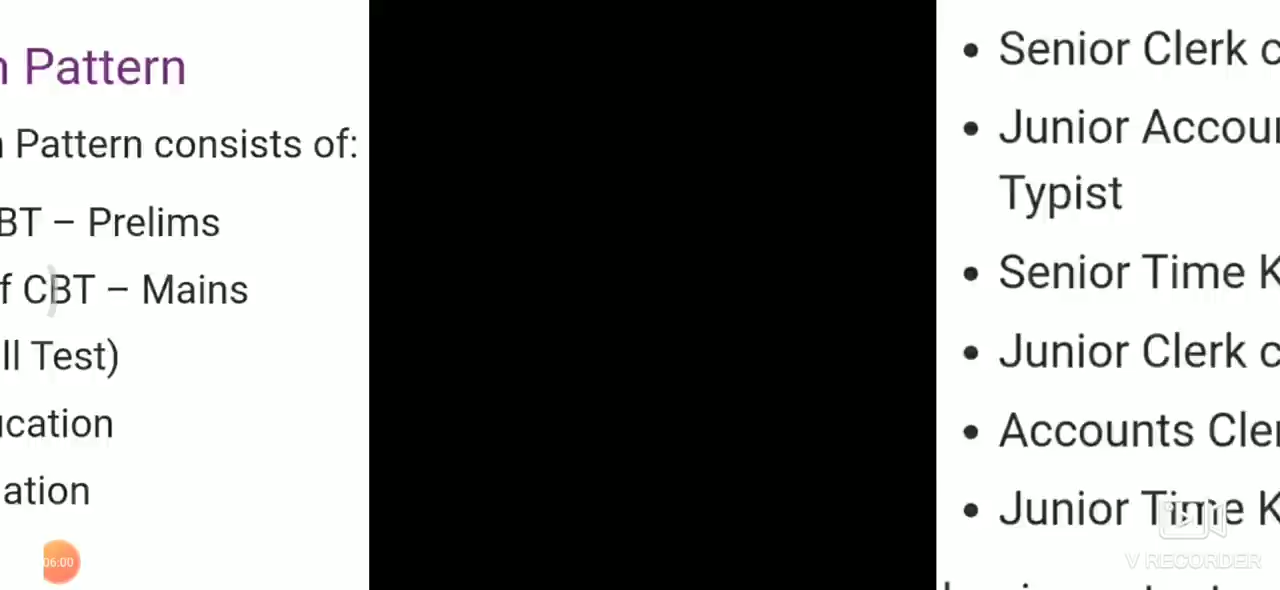 Pattern
Pattern consists of:
BT – Prelims
f CBT – Mains
ll Test)
ucation
ation
06:00
Senior Clerk c
Junior Accou
Typist
Senior Time K
Junior Clerk c
Accounts Cle
Junior Time K
V RECORDER